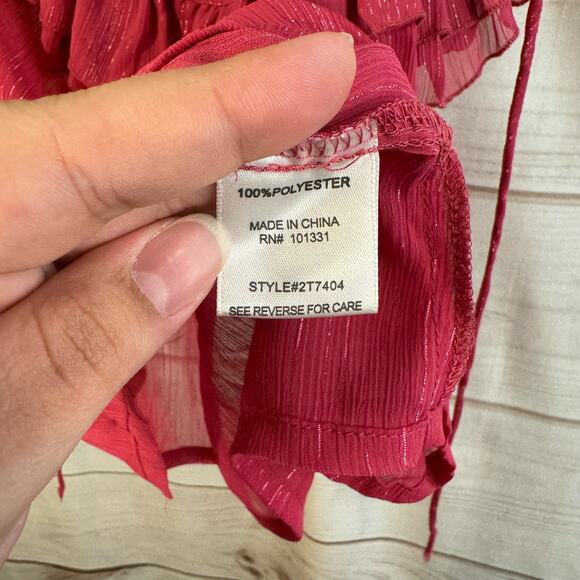 100%POLYESTER
MADE IN CHINA
RN# 101331
STYLE#2T7404
SEE REVERSE FOR CARE